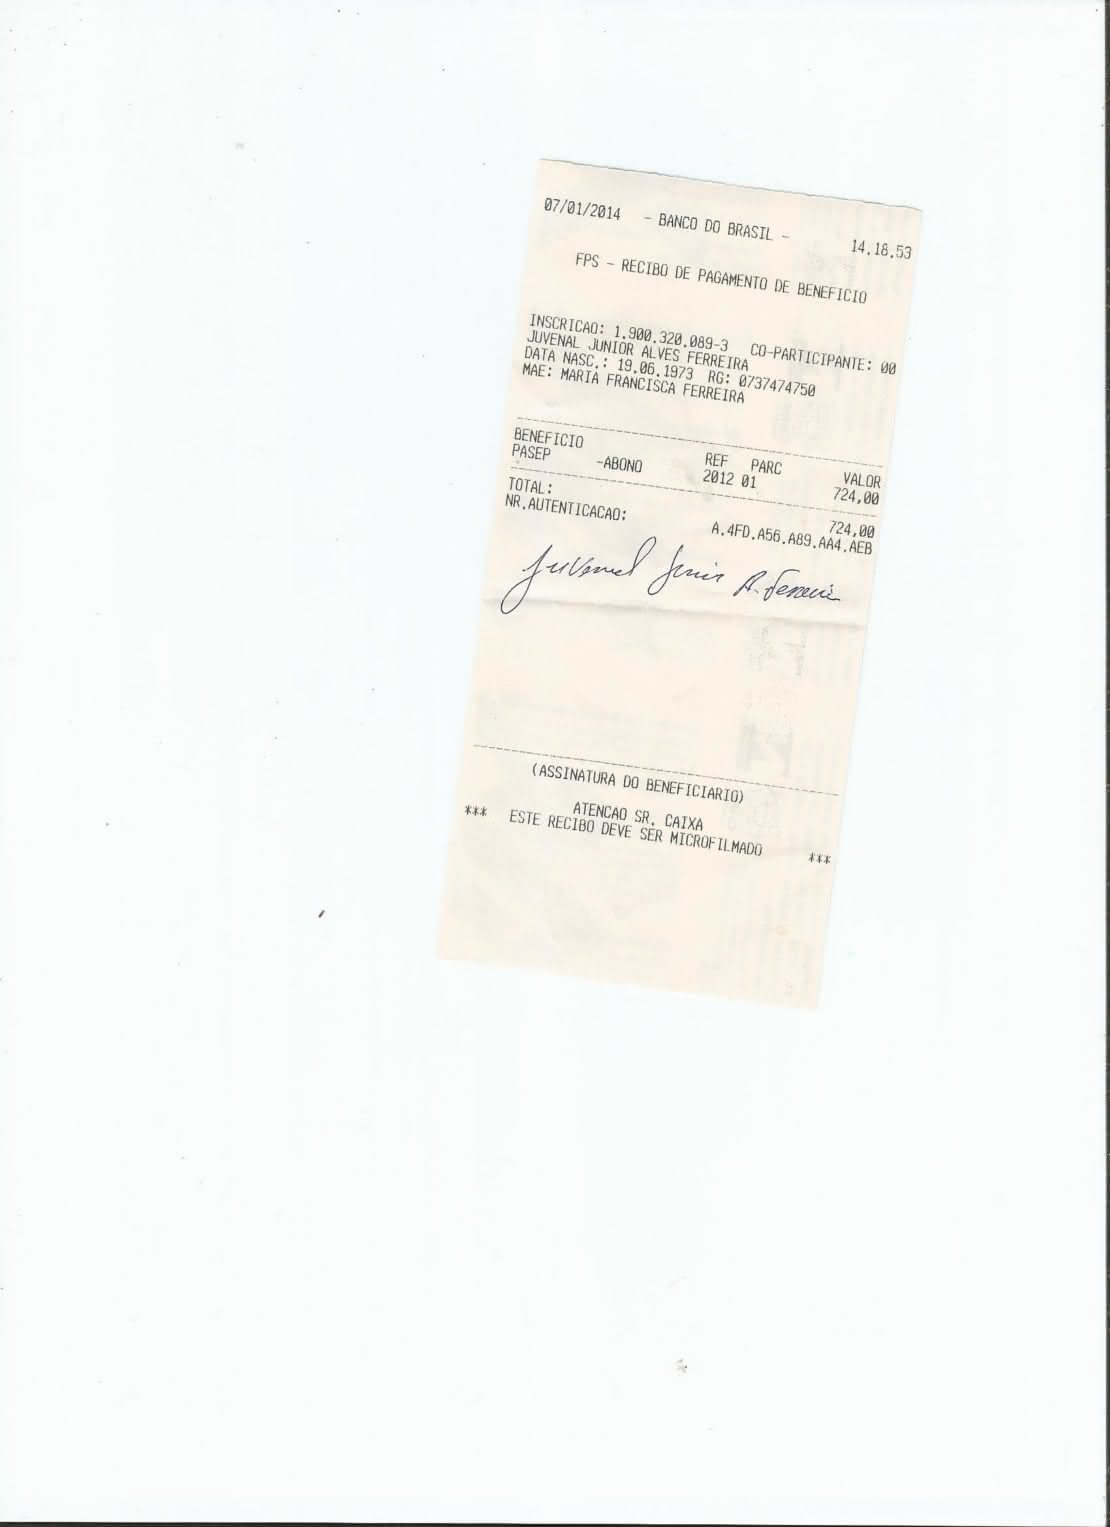 07/01/2014 - BANCO DO BRASIL - 14.18.53
FPS - RECIBO DE PAGAMENTO DE BENEFICIO
INSCRICAO: 1.900.320.089-3 CO-PARTICIPANTE: 00
JUVENAL JUNIOR ALVES FERREIRA
DATA NASC.: 19.06.1973 RG: 0737474750
MAE: MARIA FRANCISCA FERREIRA
BENEFICIO REF PARC VALOR
PASEP -ABONO 2012 01 724,00
TOTAL: 724,00
NR.AUTENTICACAO: A.4FD.A56.A89.AA4.AEB
Juvenal Junior A. Ferreira
(ASSINATURA DO BENEFICIARIO)
ATENCAO SR. CAIXA
*** ESTE RECIBO DEVE SER MICROFILMADO ***